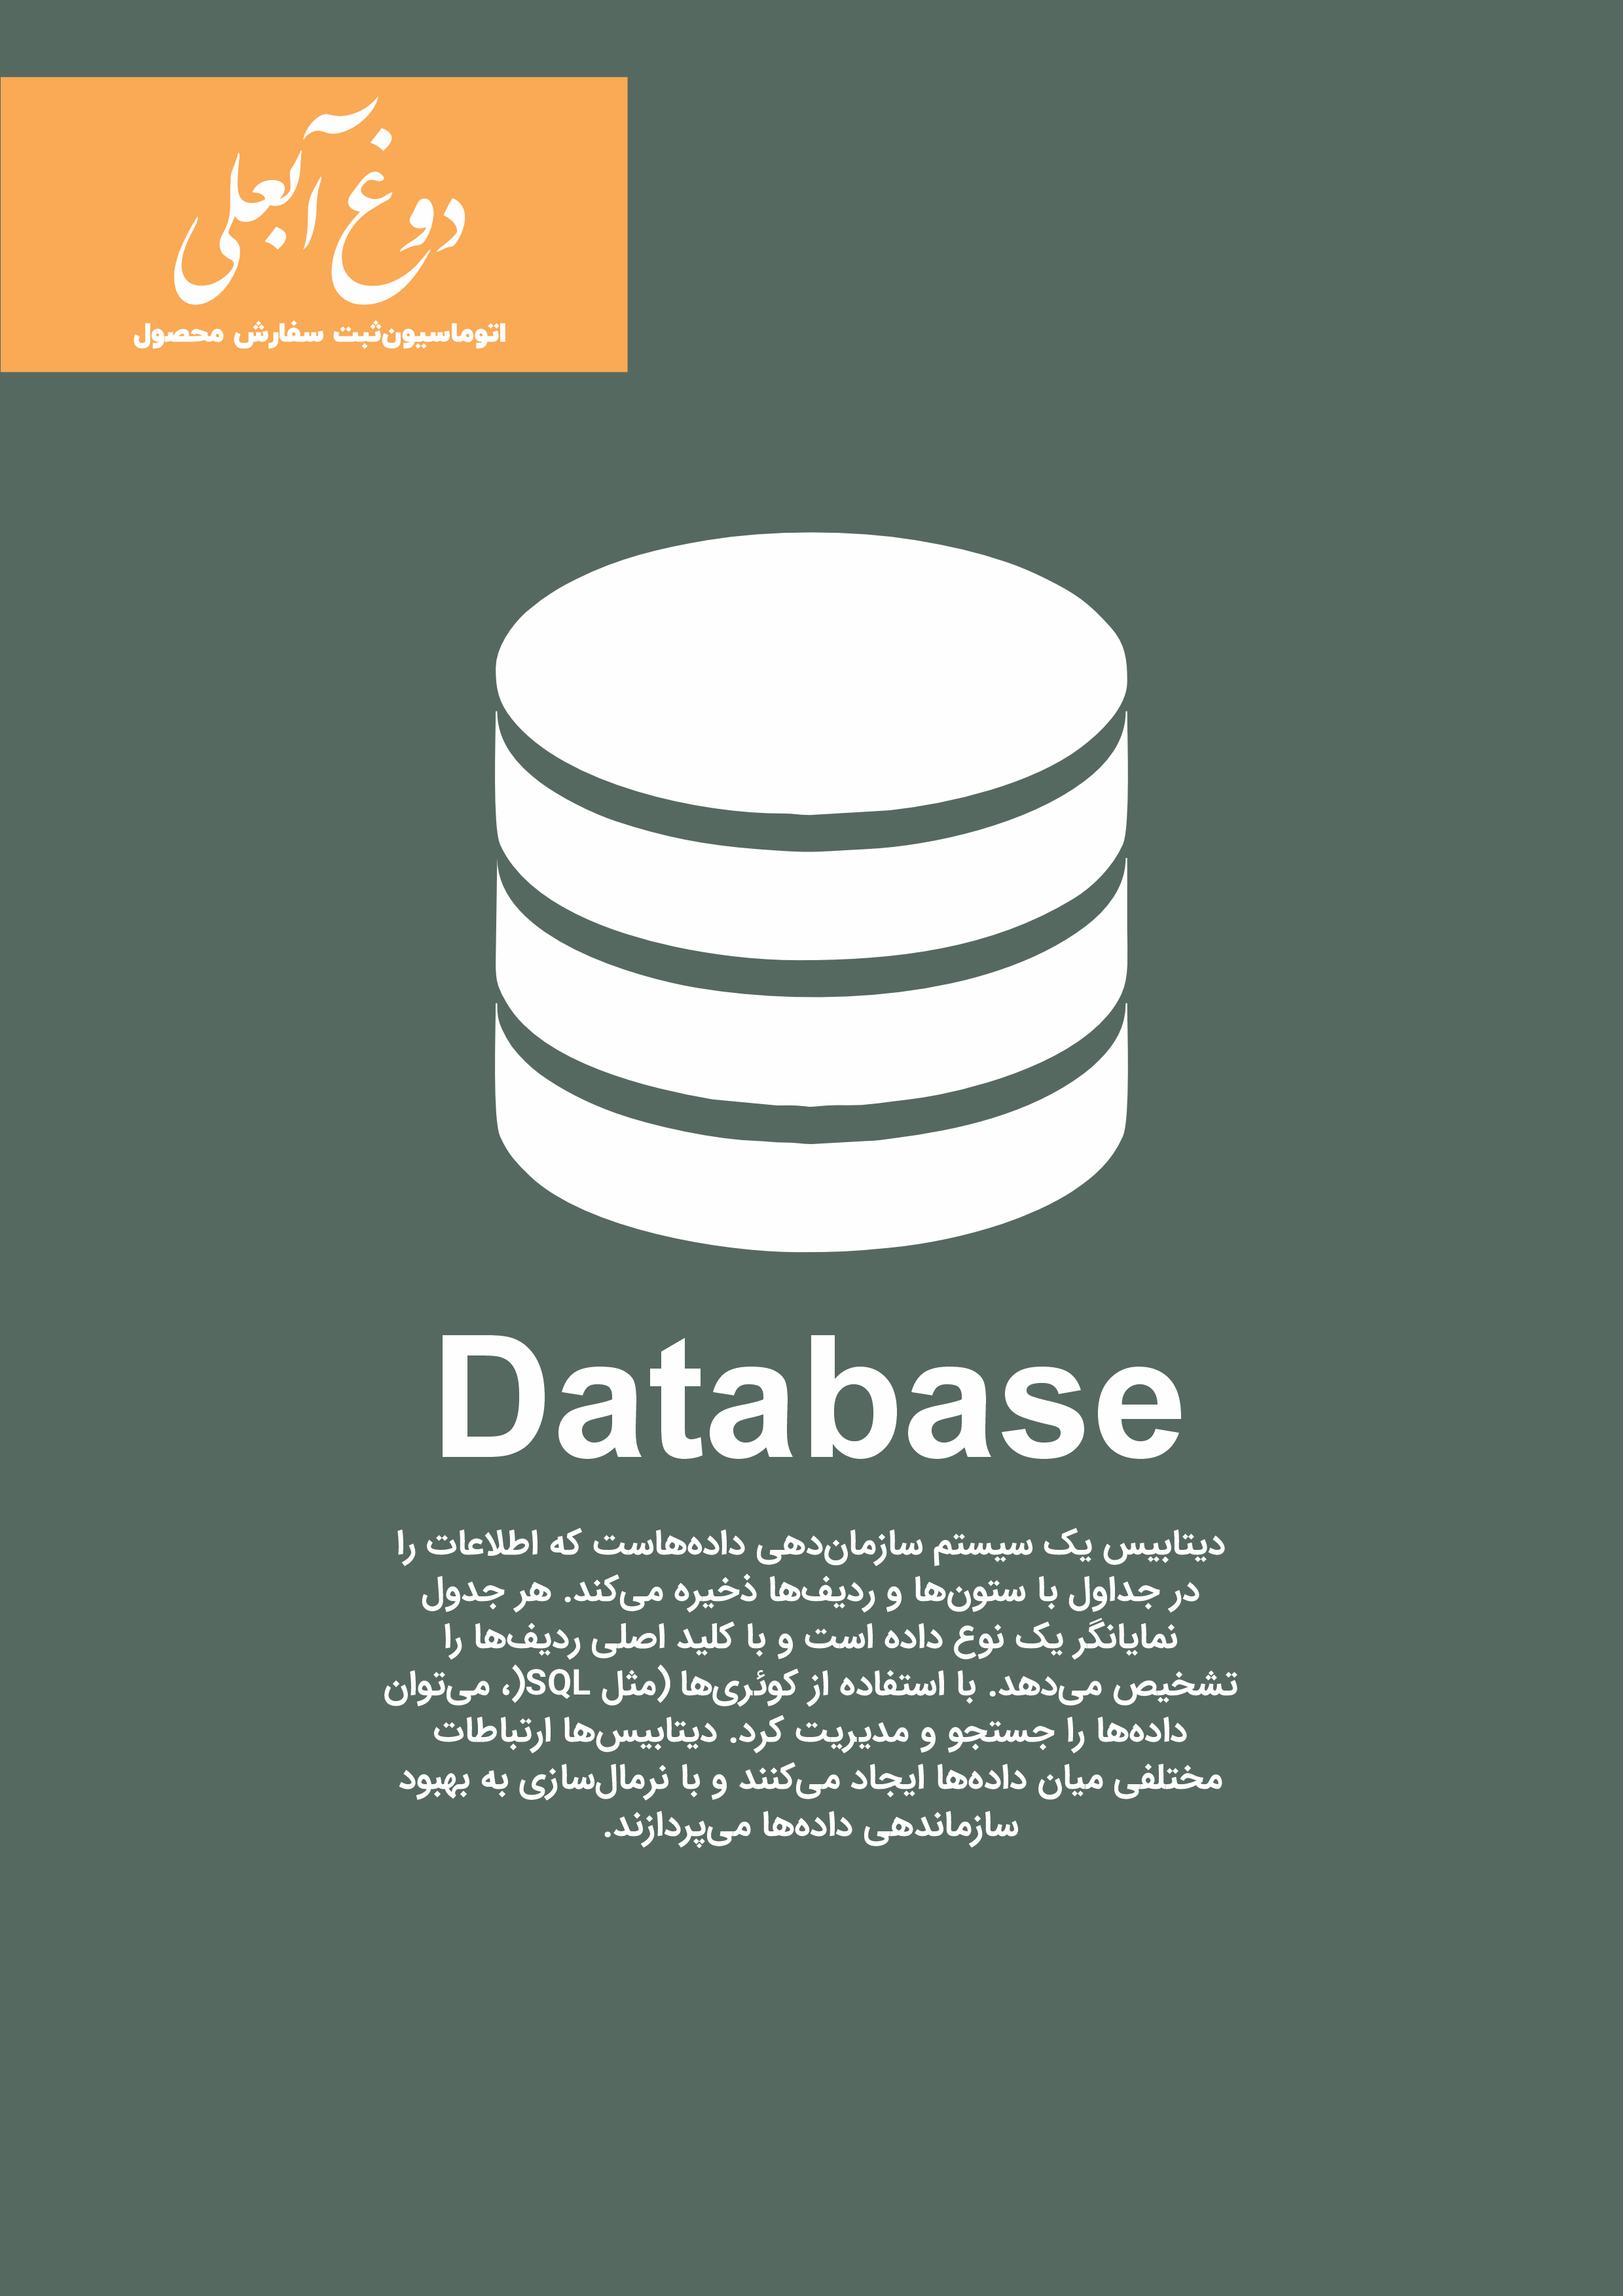 دوغ آبعلی
اتوماسیون‌ثبت سفارش محصول
Database
دیتابیس یک سیستم سازمان‌دهی داده‌هاست که اطلاعات را
در جداول با ستون‌ها و ردیف‌ها ذخیره می‌کند. هر جدول
نمایانگر یک نوع داده است و با کلید اصلی ردیف‌ها را
تشخیص می‌دهد. با استفاده از کوئری‌ها (مثل SQL)، می‌توان
داده‌ها را جستجو و مدیریت کرد. دیتابیس‌ها ارتباطات
مختلفی میان داده‌ها ایجاد می‌کنند و با نرمال‌سازی به بهبود
سازماندهی داده‌ها می‌پردازند.